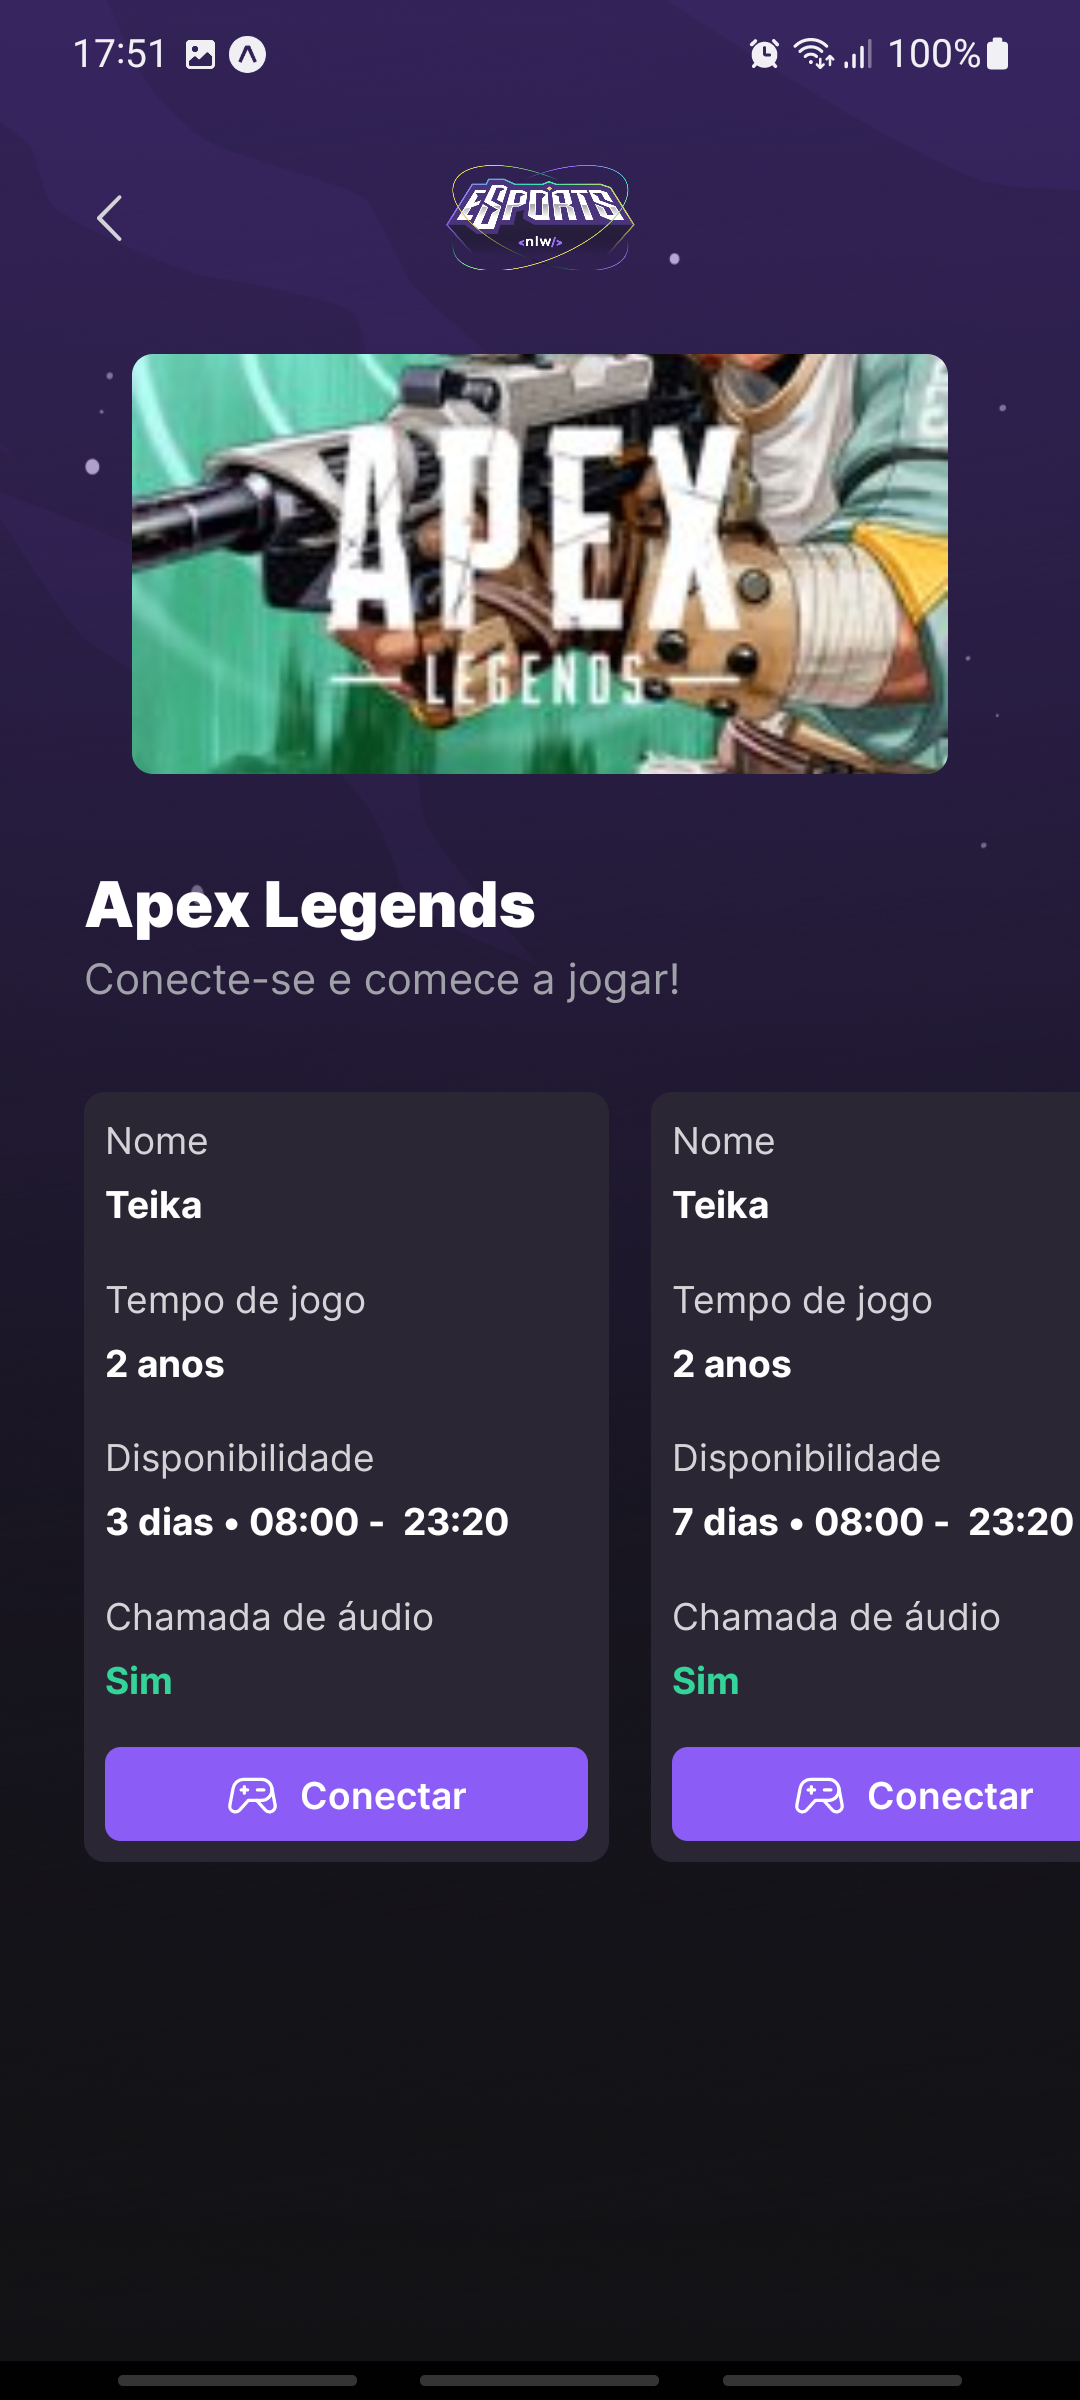 17:51
100%
ESPORTS
<nlw/>
APEX
LEGENDS
Apex Legends
Conecte-se e comece a jogar!
Nome
Teika
Tempo de jogo
2 anos
Disponibilidade
3 dias • 08:00 - 23:20
Chamada de áudio
Sim
Conectar
Nome
Teika
Tempo de jogo
2 anos
Disponibilidade
7 dias • 08:00 - 23:20
Chamada de áudio
Sim
Conectar